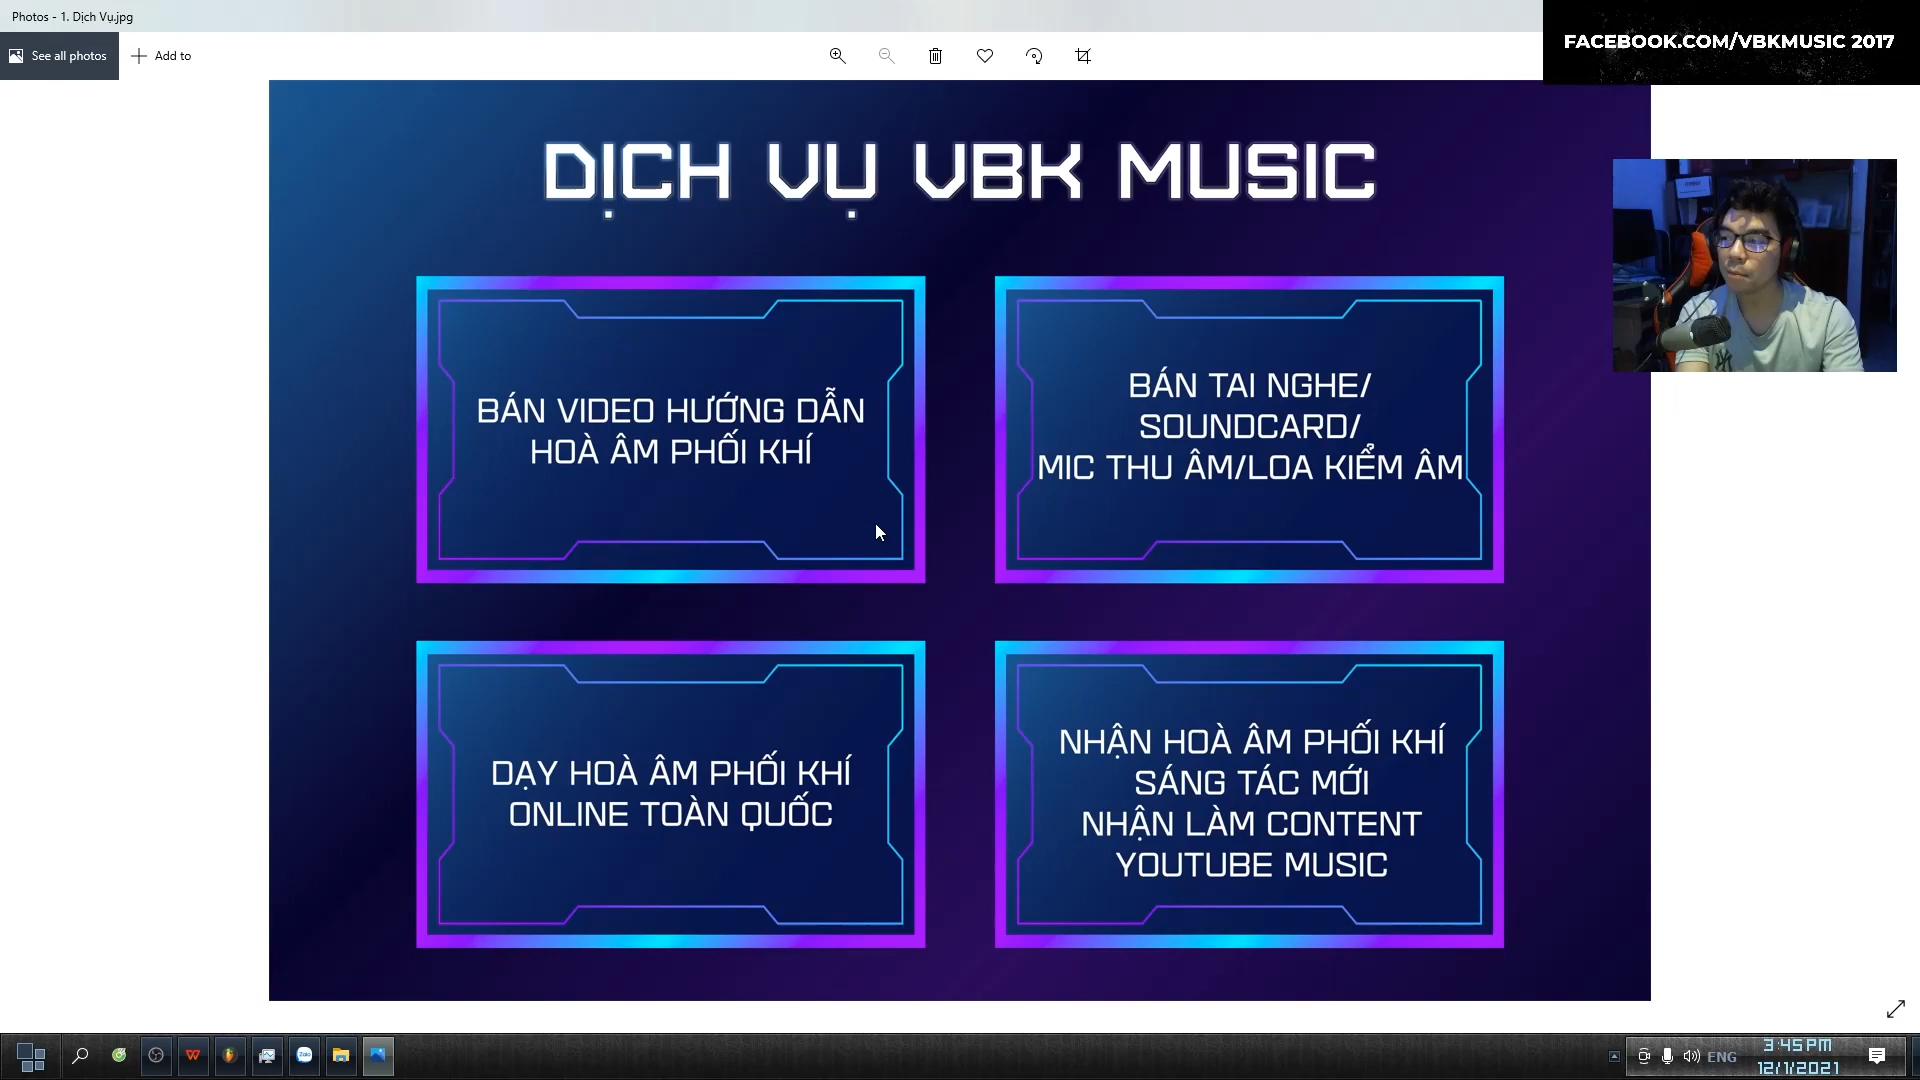 Photos - 1. Dịch Vụ.jpg
FACEBOOK.COM/VBKMUSIC 2017
See all photos
Add to
DỊCH VỤ VBK MUSIC
BÁN VIDEO HƯỚNG DẪN
HOÀ ÂM PHỐI KHÍ
BÁN TAI NGHE/
SOUNDCARD/
MIC THU ÂM/LOA KIỂM ÂM
DẠY HOÀ ÂM PHỐI KHÍ
ONLINE TOÀN QUỐC
NHẬN HOÀ ÂM PHỐI KHÍ
SÁNG TÁC MỚI
NHẬN LÀM CONTENT
YOUTUBE MUSIC
Zalo
ENG
3:45 PM
12/1/2021